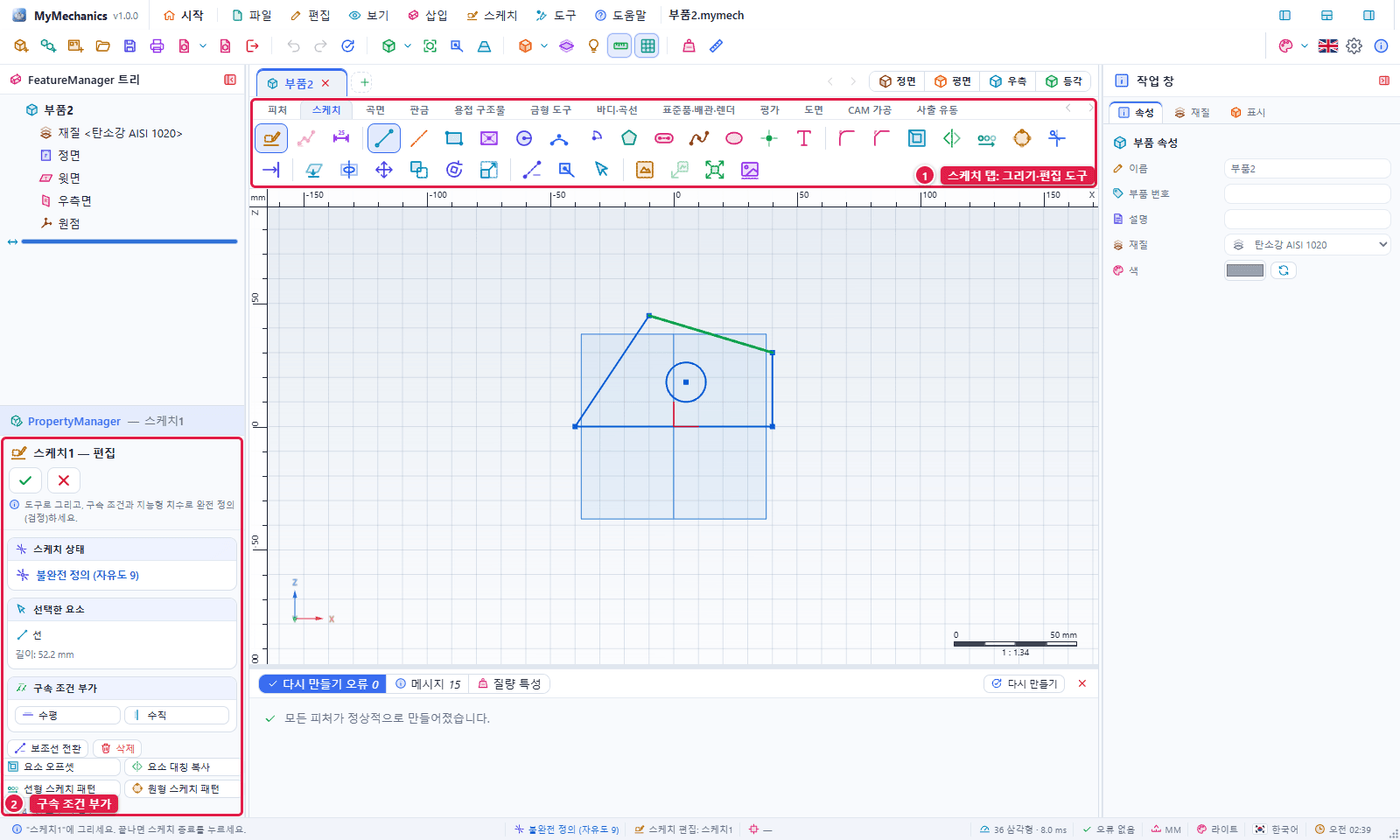 MyMechanics v1.0.0 시작 파일 편집 보기 삽입 스케치 도구 도움말 부품2.mymech
FeatureManager 트리
부품2
재질 <탄소강 AISI 1020>
정면
윗면
우측면
원점
PropertyManager — 스케치1
스케치1 — 편집
도구로 그리고, 구속 조건과 지능형 치수로 완전 정의
(검정)하세요.
스케치 상태
불완전 정의 (자유도 9)
선택한 요소
선
길이: 52.2 mm
구속 조건 부가
수평 수직
보조선 전환 삭제
요소 오프셋 요소 대칭 복사
선형 스케치 패턴 원형 스케치 패턴
2 구속 조건 부가
부품2
정면 평면 우측 등각
피처 스케치 곡면 판금 용접 구조물 금형 도구 바디·곡선 표준품·배관·렌더 평가 도면 CAM 가공 사출 유동
1 스케치 탭: 그리기·편집 도구
mm -150 -100 -50 0 50 100 150 X
Z
50
0
-50
00
Z
X
0 50 mm
1 : 1.34
다시 만들기 오류 0 메시지 15 질량 특성 다시 만들기
모든 피처가 정상적으로 만들어졌습니다.
작업 창
속성 재질 표시
부품 속성
이름 부품2
부품 번호
설명
재질 탄소강 AISI 1020
색
"스케치1"에 그리세요. 끝나면 스케치 종료를 누르세요. 불완전 정의 (자유도 9) 스케치 편집: 스케치1 — 36 삼각형 · 8.0 ms 오류 없음 MM 라이트 한국어 오전 02:39